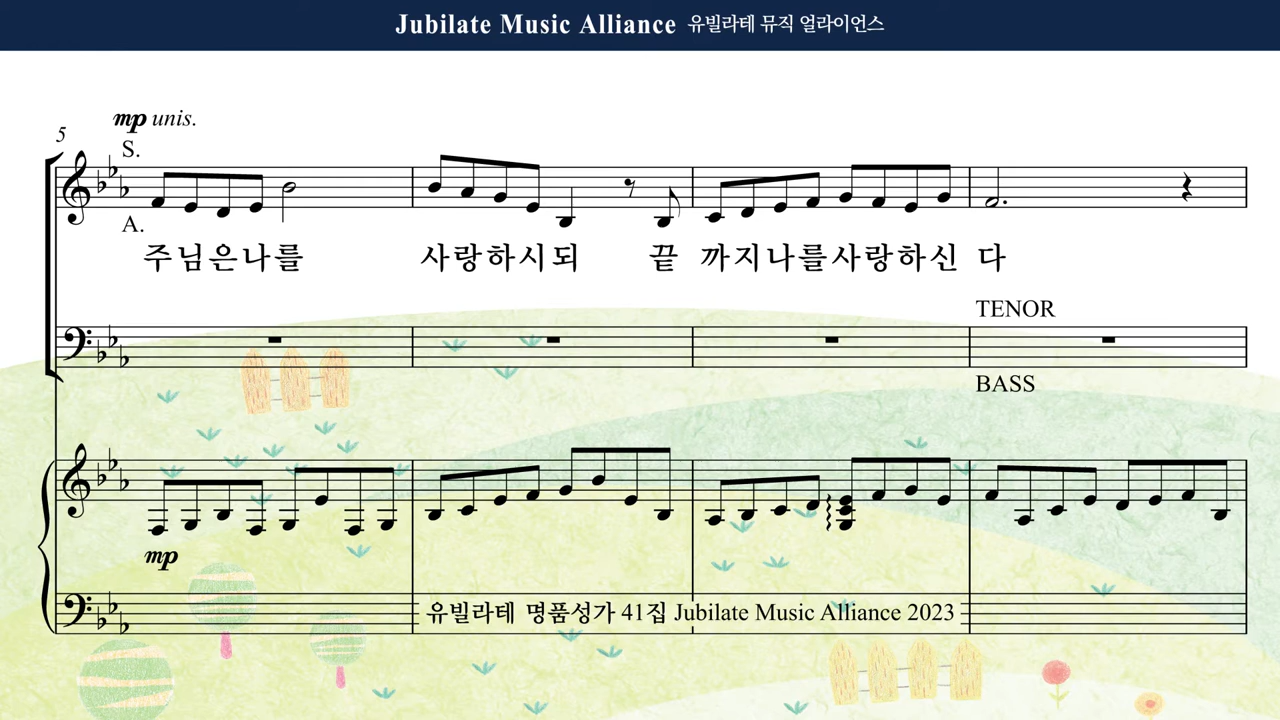 Jubilate Music Alliance 유빌라테 뮤직 얼라이언스
mp unis.
5
S.
A.
주님은나를 사랑하시되 끝 까지나를사랑하신 다
TENOR
BASS
mp
유빌라테 명품성가 41집 Jubilate Music Alliance 2023